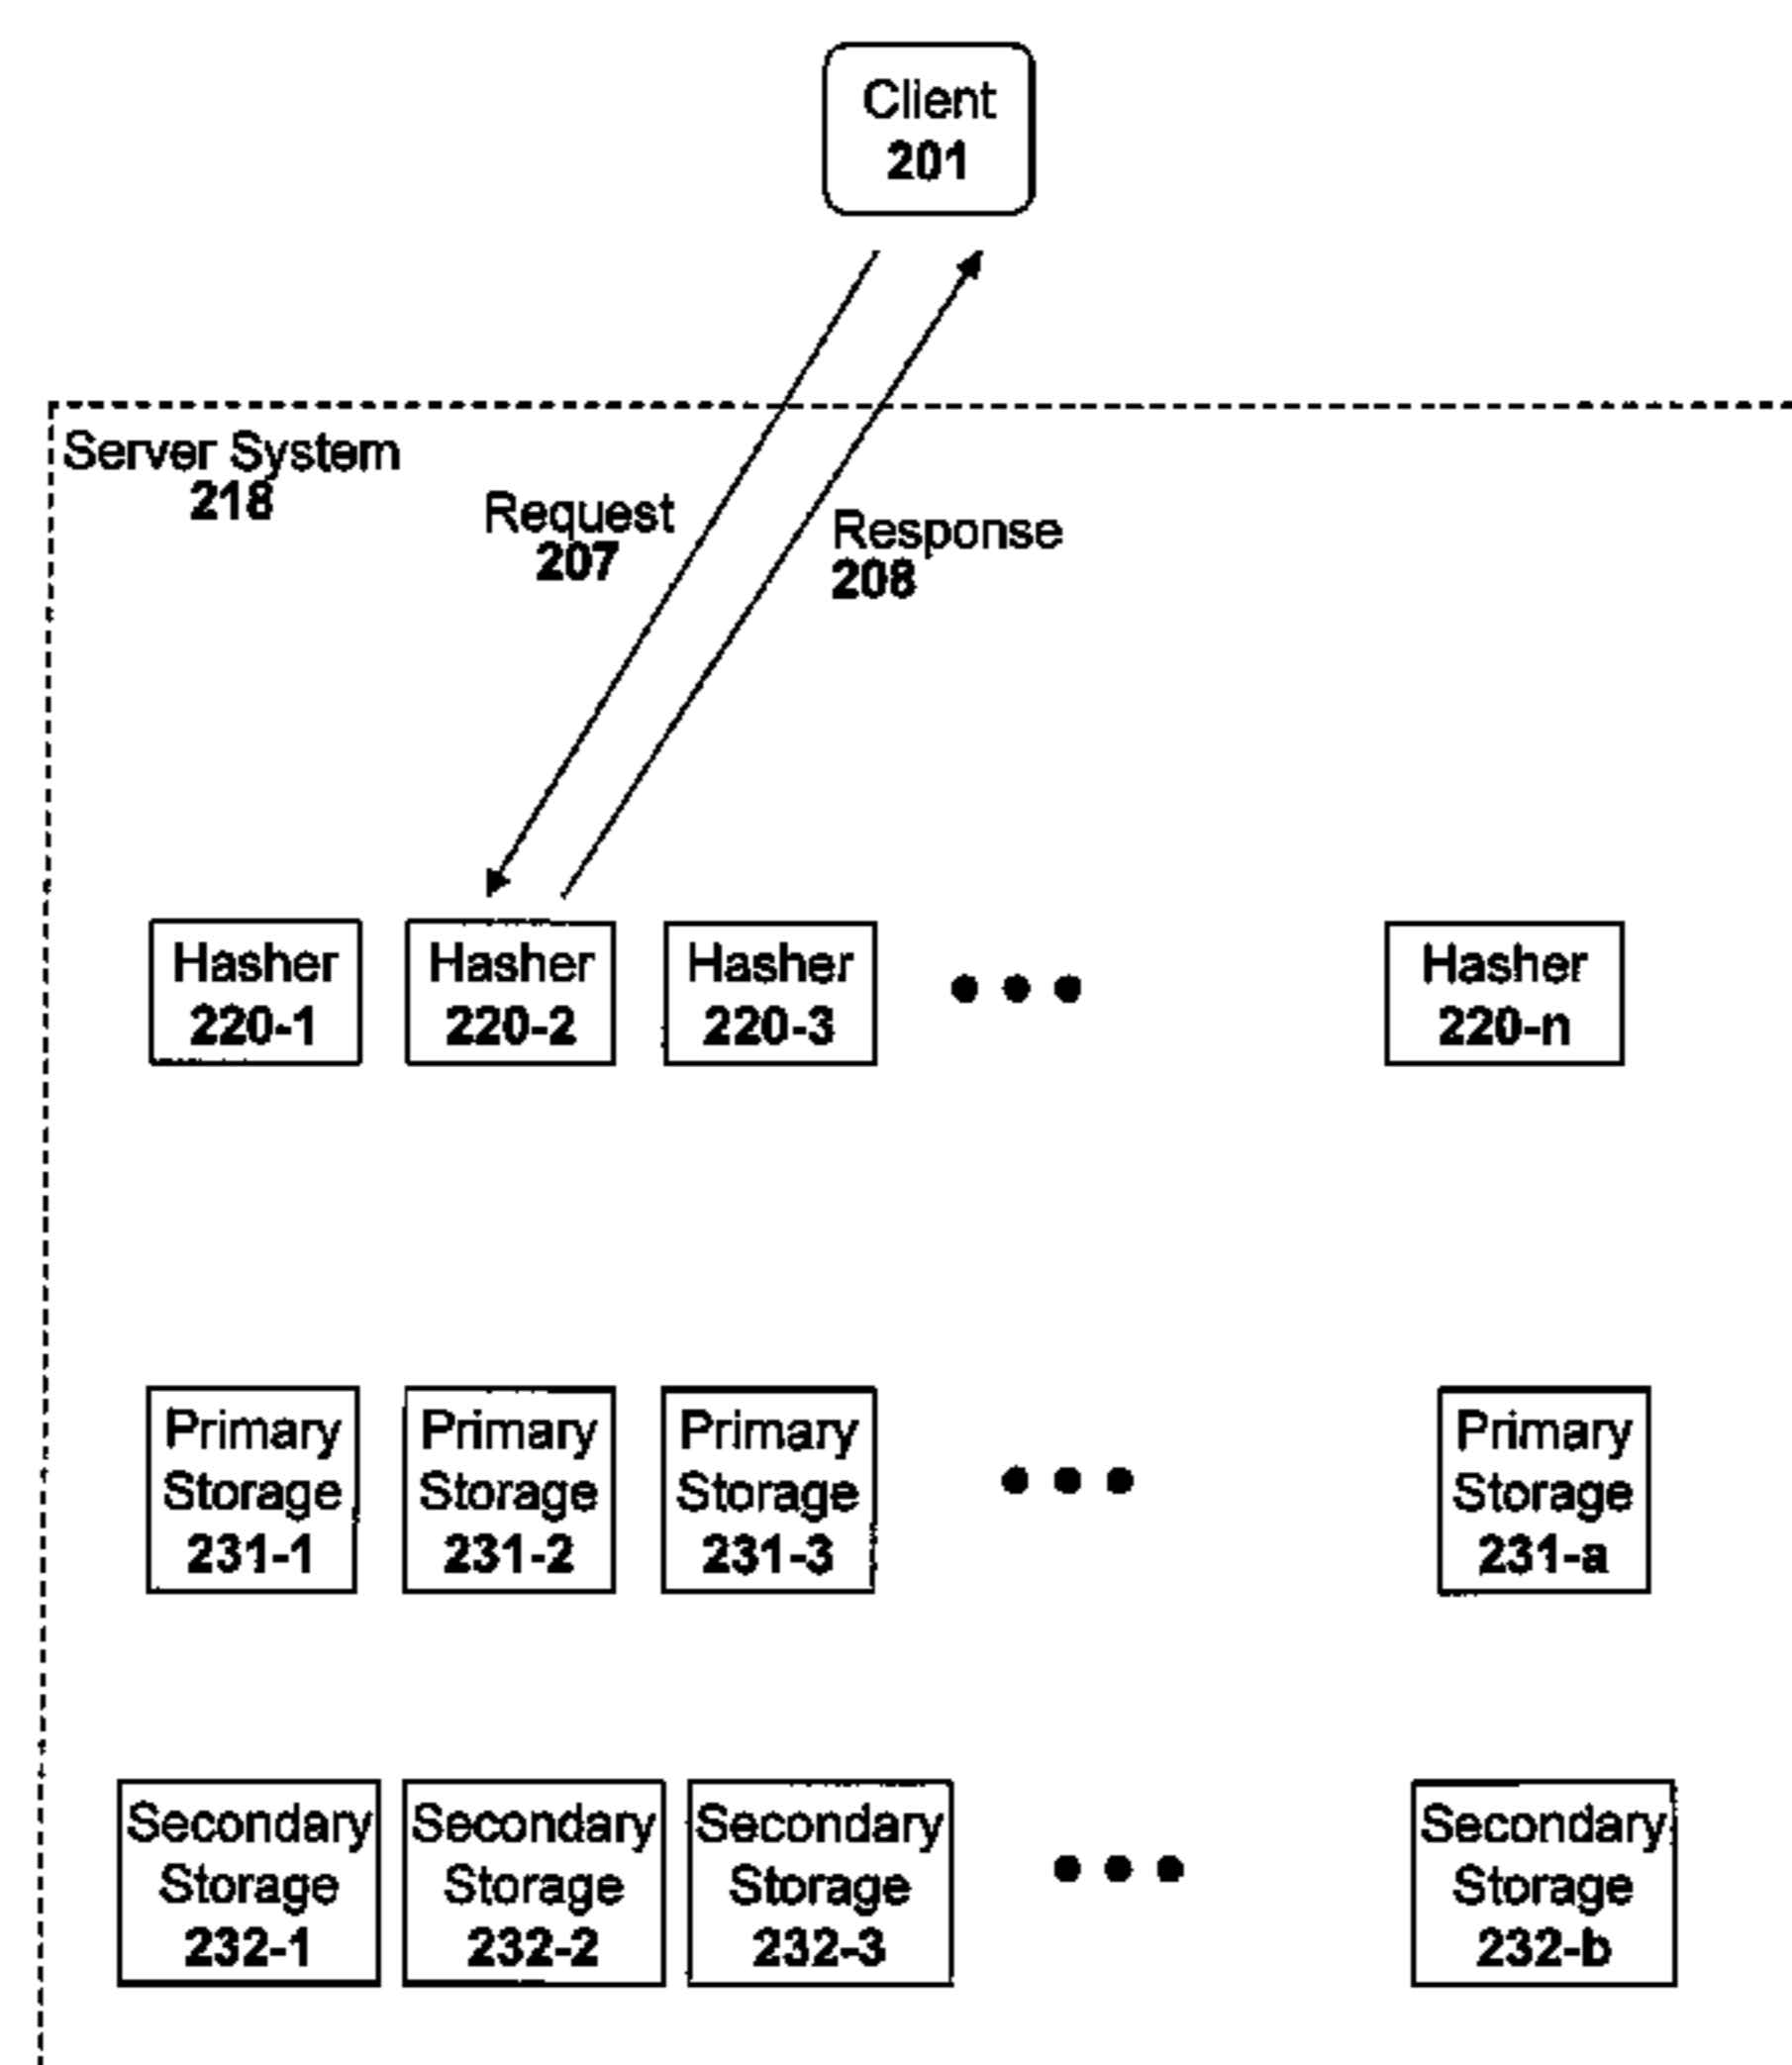 Client
201
Server System
218
Request
207
Response
208
Hasher
220-1
Hasher
220-2
Hasher
220-3
Hasher
220-n
Primary
Storage
231-1
Primary
Storage
231-2
Primary
Storage
231-3
Primary
Storage
231-a
Secondary
Storage
232-1
Secondary
Storage
232-2
Secondary
Storage
232-3
Secondary
Storage
232-b